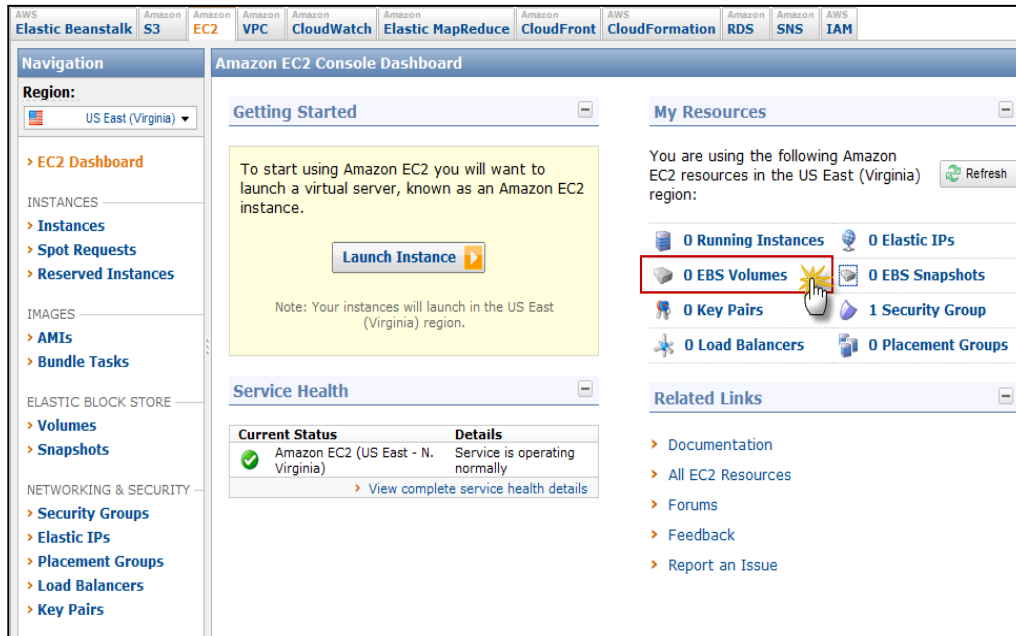 AWS
Elastic Beanstalk
Amazon
S3
Amazon
EC2
Amazon
VPC
Amazon
CloudWatch
Amazon
Elastic MapReduce
Amazon
CloudFront
AWS
CloudFormation
Amazon
RDS
Amazon
SNS
AWS
IAM
Navigation
Region:
US East (Virginia)
EC2 Dashboard
INSTANCES
Instances
Spot Requests
Reserved Instances
IMAGES
AMIs
Bundle Tasks
ELASTIC BLOCK STORE
Volumes
Snapshots
NETWORKING & SECURITY
Security Groups
Elastic IPs
Placement Groups
Load Balancers
Key Pairs
Amazon EC2 Console Dashboard
Getting Started
To start using Amazon EC2 you will want to
launch a virtual server, known as an Amazon EC2
instance.
Launch Instance
Note: Your instances will launch in the US East
(Virginia) region.
Service Health
Current Status Details
Amazon EC2 (US East - N. Service is operating
Virginia) normally
View complete service health details
My Resources
You are using the following Amazon
EC2 resources in the US East (Virginia)
region:
Refresh
0 Running Instances 0 Elastic IPs
0 EBS Volumes 0 EBS Snapshots
0 Key Pairs 1 Security Group
0 Load Balancers 0 Placement Groups
Related Links
Documentation
All EC2 Resources
Forums
Feedback
Report an Issue